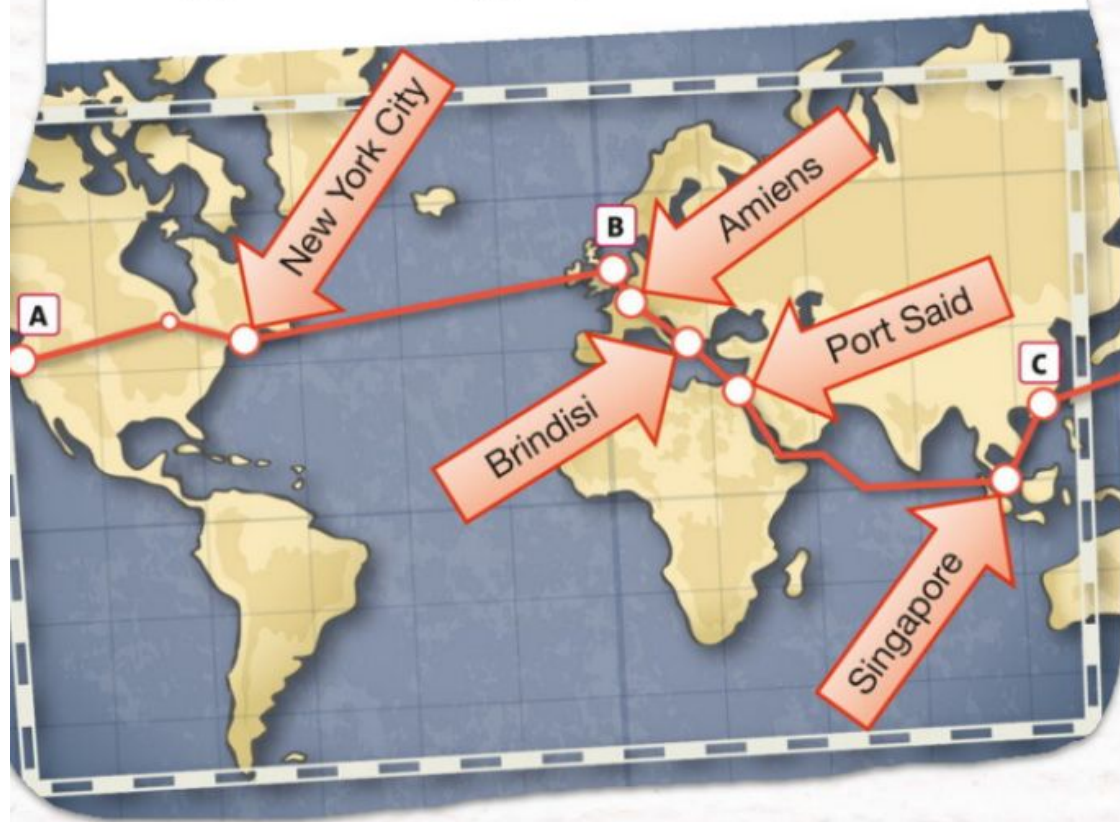 New York City
Amiens
B
A
Port Said
C
Brindisi
Singapore